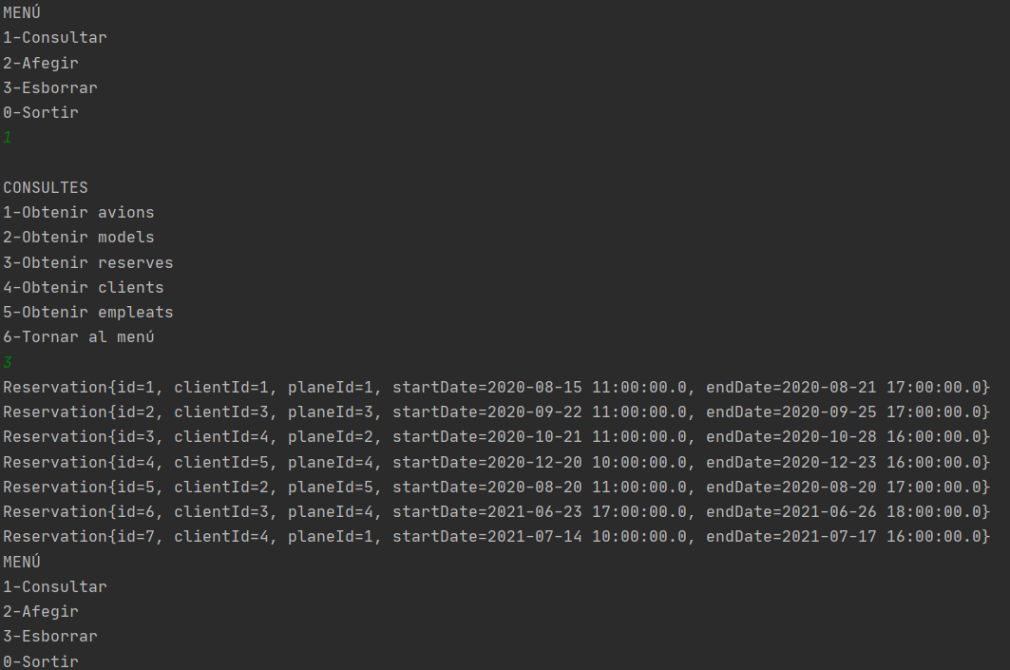 MENÚ
1-Consultar
2-Afegir
3-Esborrar
0-Sortir
1
CONSULTES
1-Obtenir avions
2-Obtenir models
3-Obtenir reserves
4-Obtenir clients
5-Obtenir empleats
6-Tornar al menú
3
Reservation{id=1, clientId=1, planeId=1, startDate=2020-08-15 11:00:00.0, endDate=2020-08-21 17:00:00.0}
Reservation{id=2, clientId=3, planeId=3, startDate=2020-09-22 11:00:00.0, endDate=2020-09-25 17:00:00.0}
Reservation{id=3, clientId=4, planeId=2, startDate=2020-10-21 11:00:00.0, endDate=2020-10-28 16:00:00.0}
Reservation{id=4, clientId=5, planeId=4, startDate=2020-12-20 10:00:00.0, endDate=2020-12-23 16:00:00.0}
Reservation{id=5, clientId=2, planeId=5, startDate=2020-08-20 11:00:00.0, endDate=2020-08-20 17:00:00.0}
Reservation{id=6, clientId=3, planeId=4, startDate=2021-06-23 17:00:00.0, endDate=2021-06-26 18:00:00.0}
Reservation{id=7, clientId=4, planeId=1, startDate=2021-07-14 10:00:00.0, endDate=2021-07-17 16:00:00.0}
MENÚ
1-Consultar
2-Afegir
3-Esborrar
0-Sortir